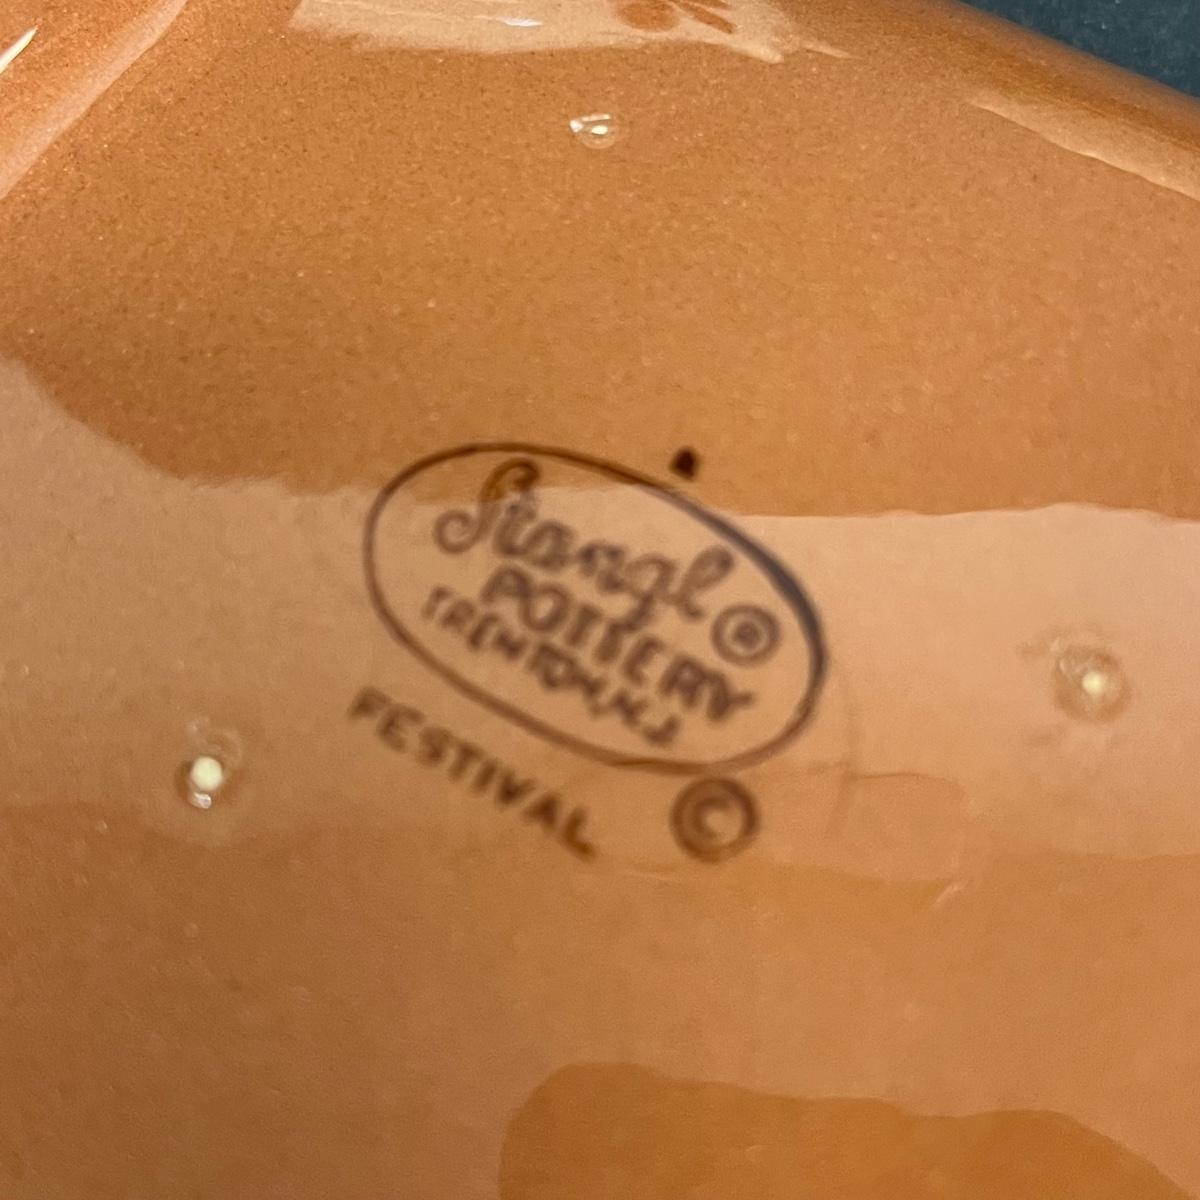 Stangl ®
POTTERY
TRENTON, N.J.
FESTIVAL ©